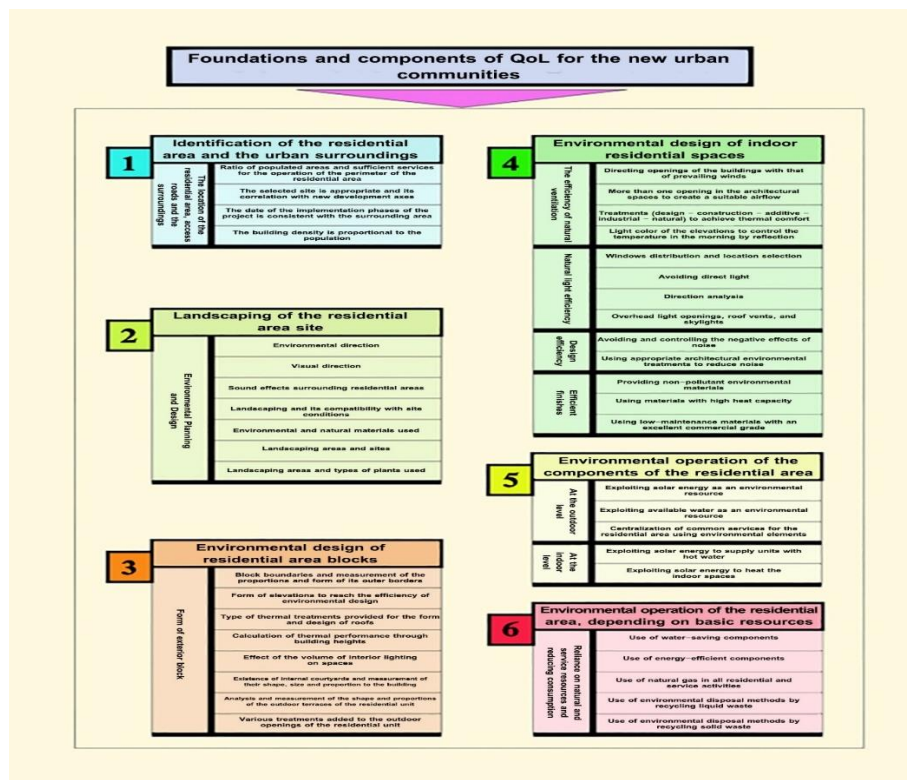 Foundations and components of QoL for the new urban
communities
1
Identification of the residential
area and the urban surroundings
The location of the
residential area, access
roads and the
surroundings
Ratio of populated areas and sufficient services
for the operation of the perimeter of the
residential area
The selected site is appropriate and its
correlation with new development axes
The date of the implementation phases of the
project is consistent with the surrounding area
The building density is proportional to the
population
2
Landscaping of the residential
area site
Environmental Planning
and Design
Environmental direction
Visual direction
Sound effects surrounding residential areas
Landscaping and its compatibility with site
conditions
Environmental and natural materials used
Landscaping areas and sites
Landscaping areas and types of plants used
3
Environmental design of
residential area blocks
Form of exterior block
Block boundaries and measurement of the
proportions and form of its outer borders
Form of elevations to reach the efficiency of
environmental design
Type of thermal treatments provided for the form
and design of roofs
Calculation of thermal performance through
building heights
Effect of the volume of interior lighting
on spaces
Existence of internal courtyards and measurement of
their shape, size and proportion to the building
Analysis and measurement of the shape and proportions
of the outdoor terraces of the residential unit
Various treatments added to the outdoor
openings of the residential unit
4
Environmental design of indoor
residential spaces
The efficiency of natural
ventilation
Directing openings of the buildings with that
of prevailing winds
More than one opening in the architectural
spaces to create a suitable airflow
Treatments (design – construction – additive –
industrial – natural) to achieve thermal comfort
Light color of the elevations to control the
temperature in the morning by reflection
Natural light efficiency
Windows distribution and location selection
Avoiding direct light
Direction analysis
Overhead light openings, roof vents, and
skylights
Design
efficiency
Avoiding and controlling the negative effects of
noise
Using appropriate architectural environmental
treatments to reduce noise
Efficient
finishes
Providing non–pollutant environmental
materials
Using materials with high heat capacity
Using low–maintenance materials with an
excellent commercial grade
5
Environmental operation of the
components of the residential area
At the outdoor
level
Exploiting solar energy as an environmental
resource
Exploiting available water as an environmental
resource
Centralization of common services for the
residential area using environmental elements
At the
indoor
level
Exploiting solar energy to supply units with
hot water
Exploiting solar energy to heat the
indoor spaces
6
Environmental operation of the residential
area, depending on basic resources
Reliance on natural and
service resources and
reducing consumption
Use of water–saving components
Use of energy–efficient components
Use of natural gas in all residential and
service activities
Use of environmental disposal methods by
recycling liquid waste
Use of environmental disposal methods by
recycling solid waste